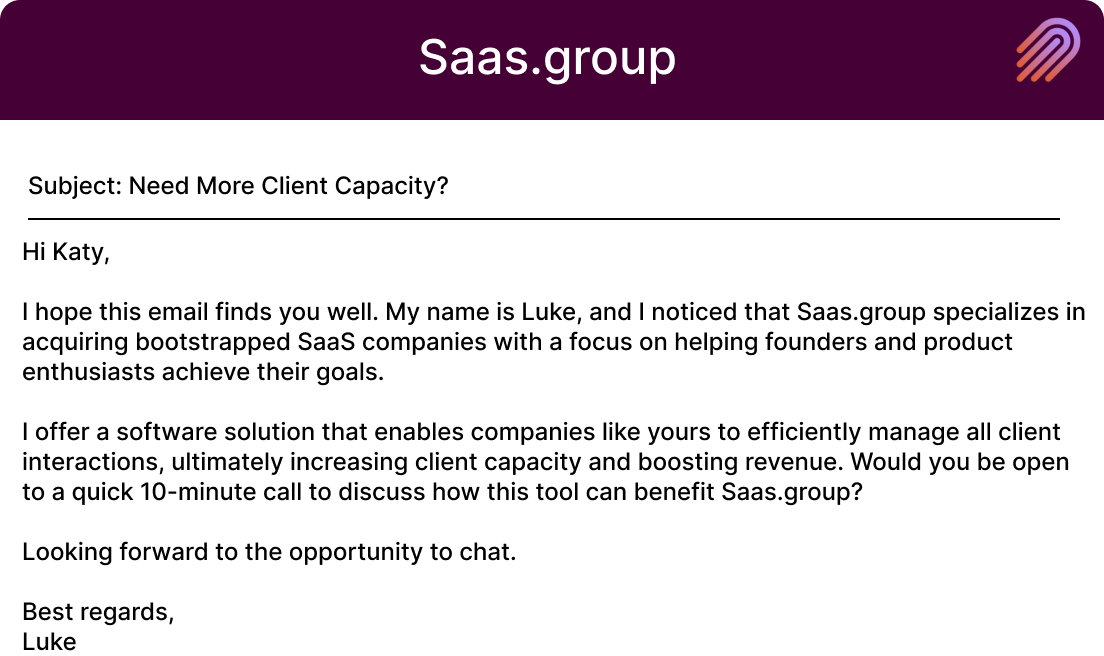 Saas.group
Subject: Need More Client Capacity?
Hi Katy,
I hope this email finds you well. My name is Luke, and I noticed that Saas.group specializes in
acquiring bootstrapped SaaS companies with a focus on helping founders and product
enthusiasts achieve their goals.
I offer a software solution that enables companies like yours to efficiently manage all client
interactions, ultimately increasing client capacity and boosting revenue. Would you be open
to a quick 10-minute call to discuss how this tool can benefit Saas.group?
Looking forward to the opportunity to chat.
Best regards,
Luke